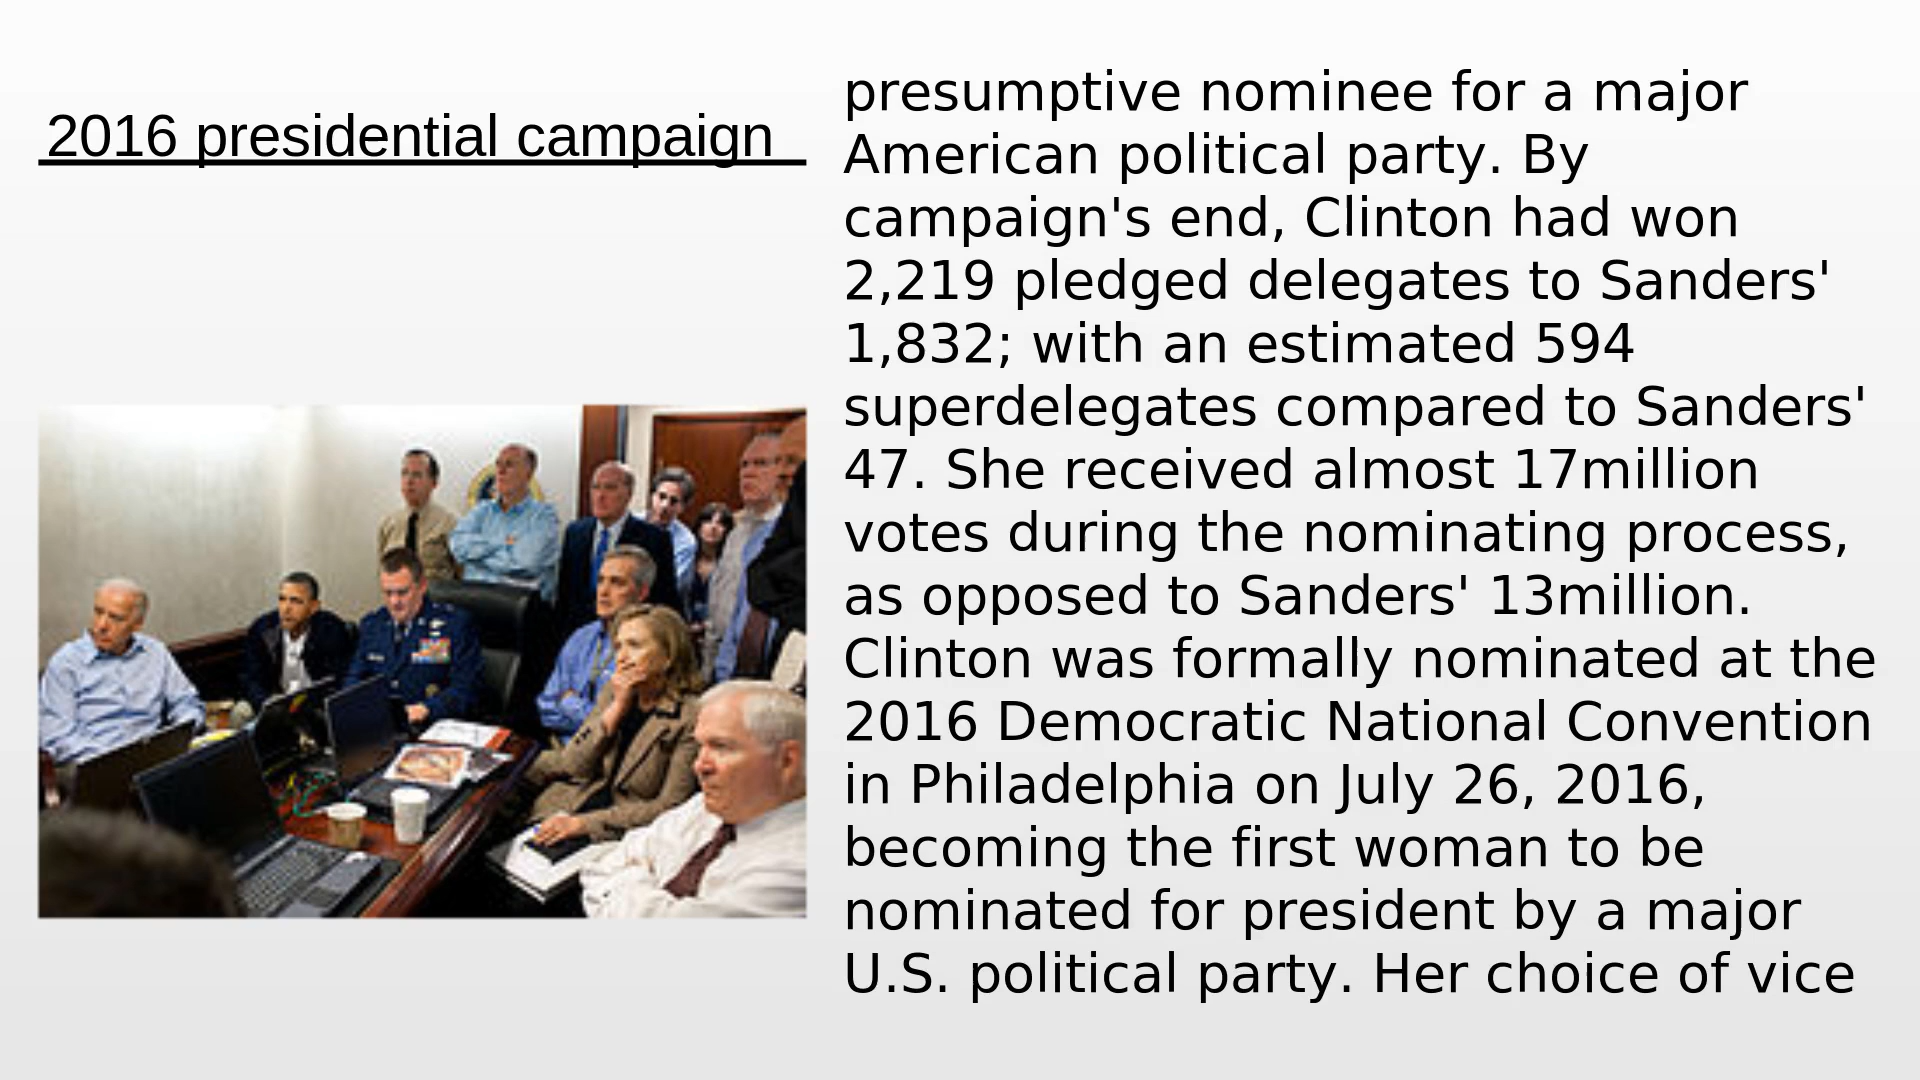 2016 presidential campaign
presumptive nominee for a major
American political party. By
campaign's end, Clinton had won
2,219 pledged delegates to Sanders'
1,832; with an estimated 594
superdelegates compared to Sanders'
47. She received almost 17million
votes during the nominating process,
as opposed to Sanders' 13million.
Clinton was formally nominated at the
2016 Democratic National Convention
in Philadelphia on July 26, 2016,
becoming the first woman to be
nominated for president by a major
U.S. political party. Her choice of vice